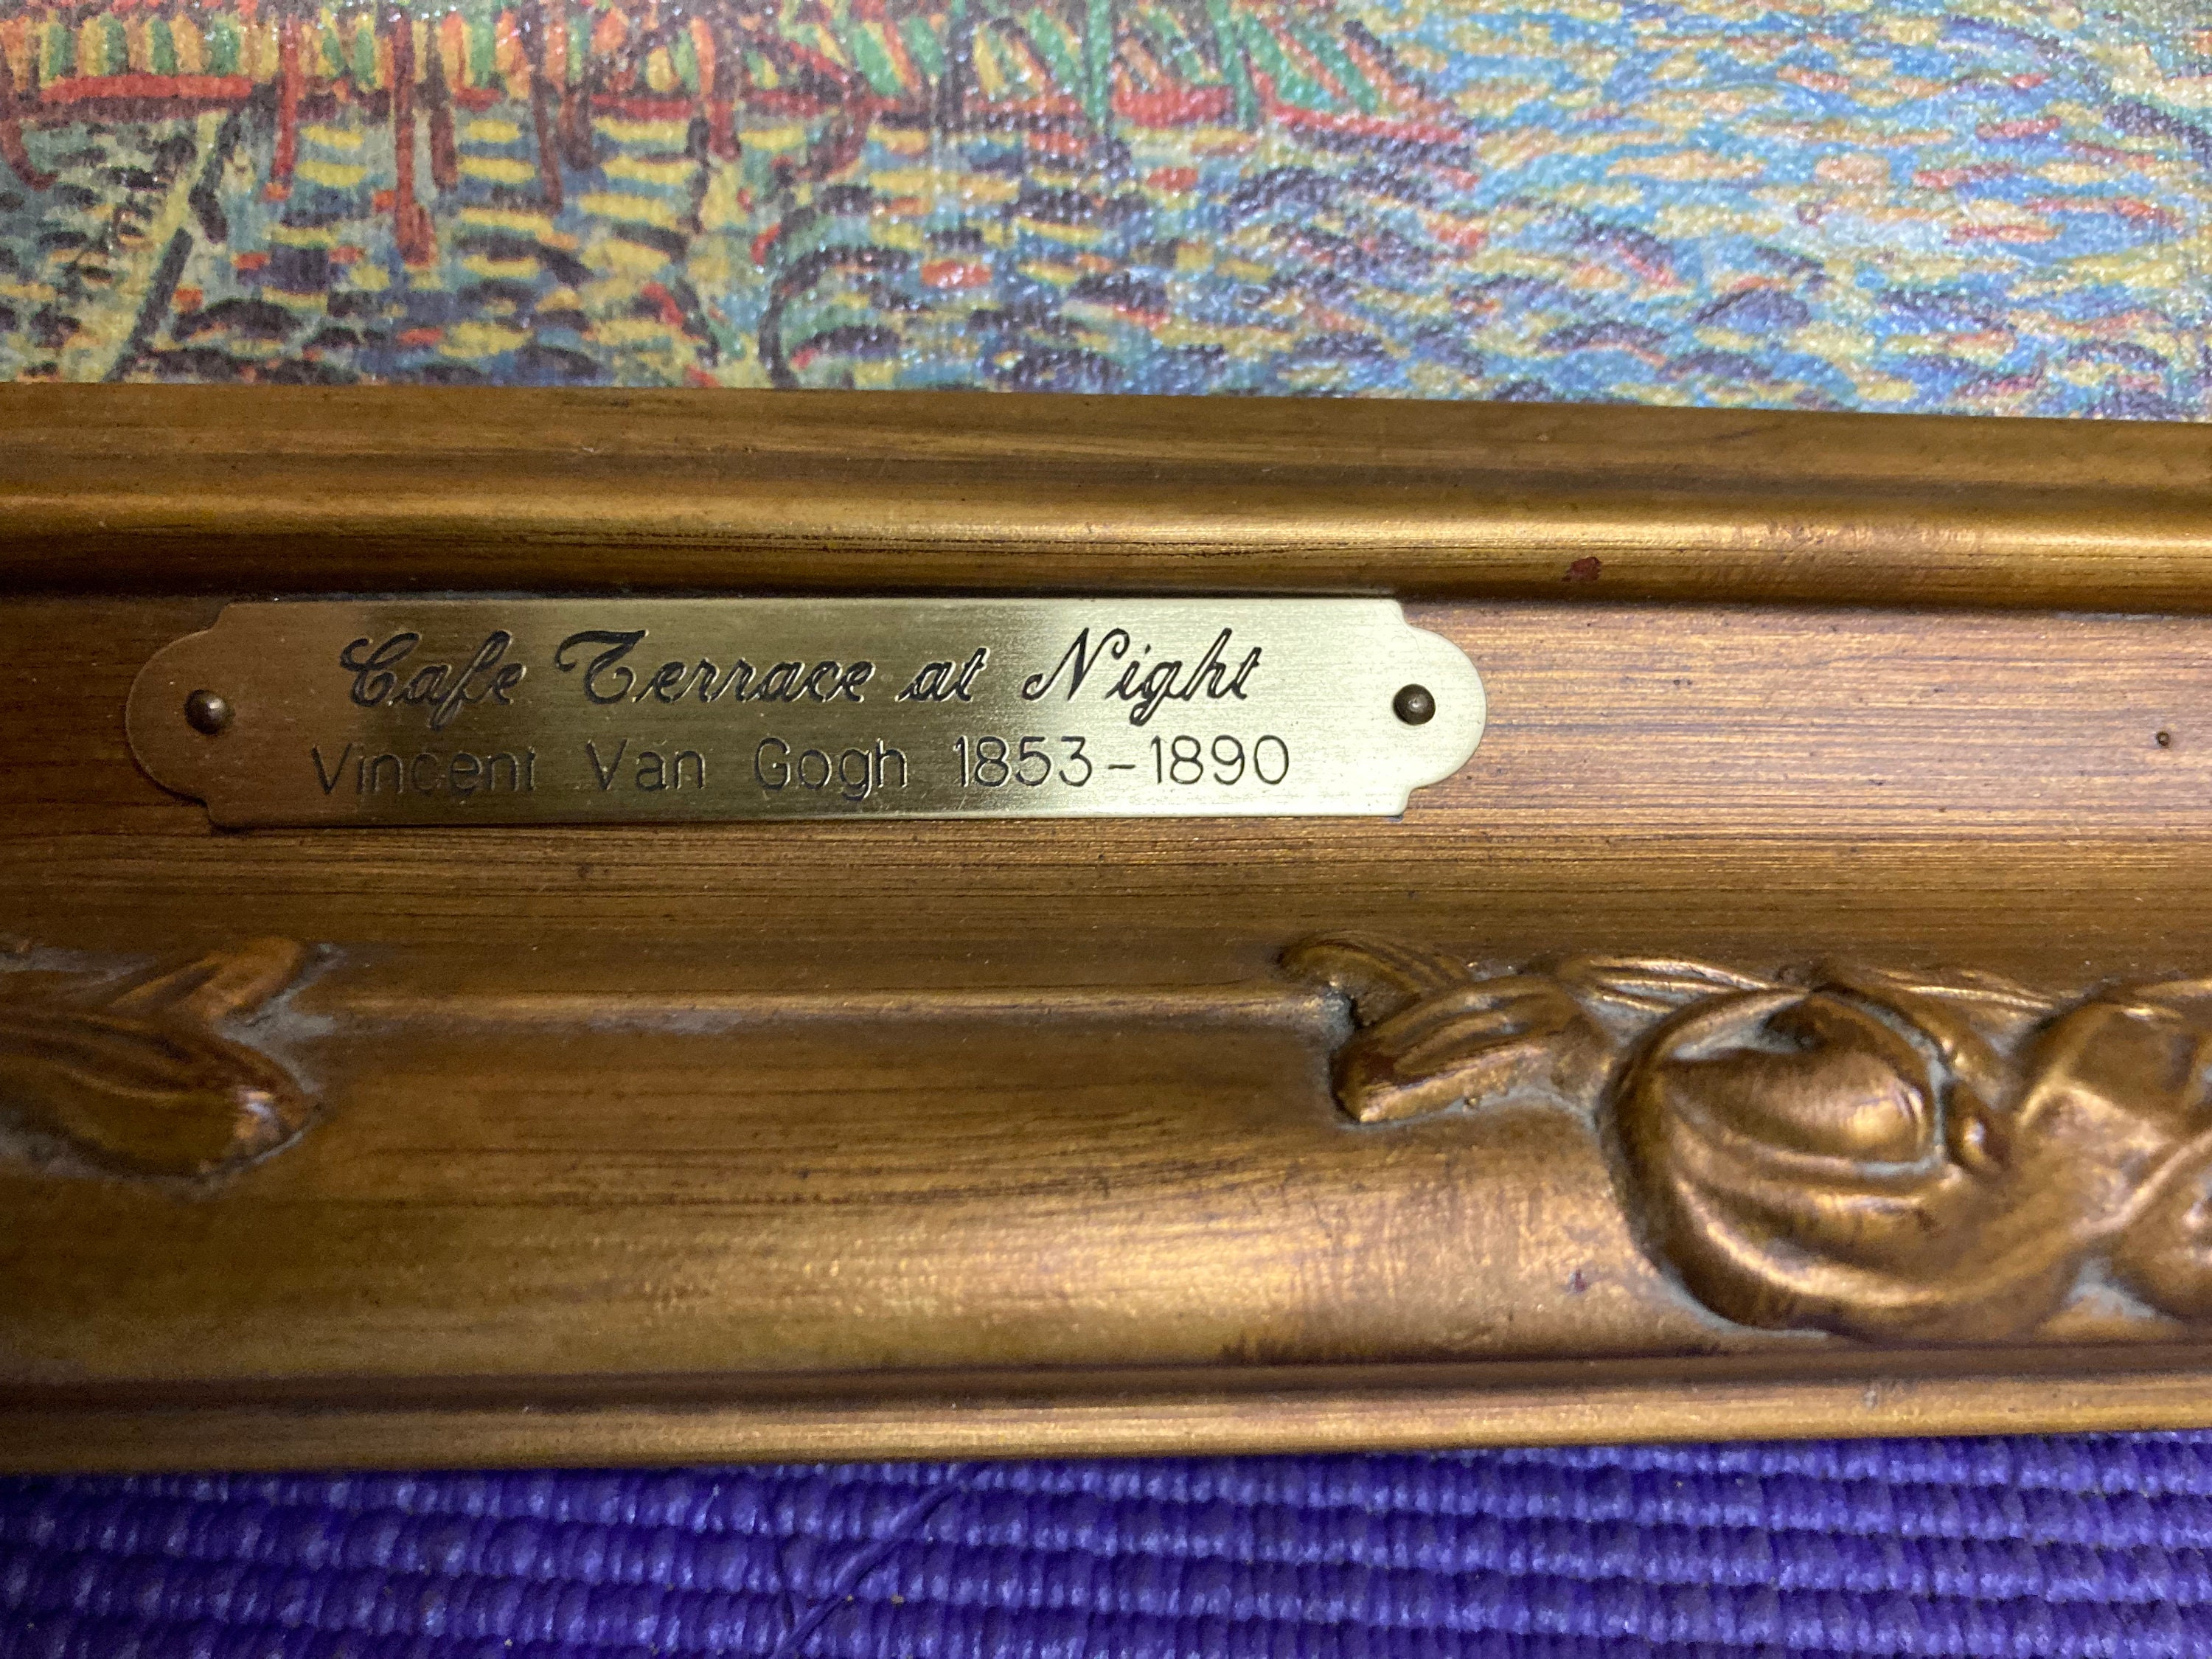 Cafe Terrace at Night
Vincent Van Gogh 1853-1890